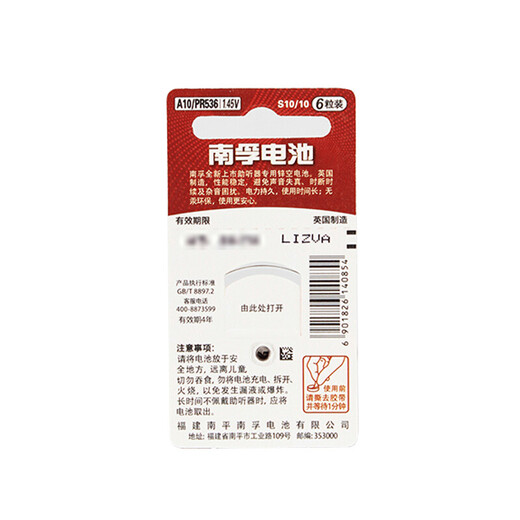 A10/PR536 1.45V S10/10 6粒装
南孚电池
南孚全新上市助听器专用锌空电池。英国
制造，性能稳定，避免声音失真、时断时
续及杂音困扰、电力持久，使用时间长；无
汞环保，使用更安心。
有效期限 英国制造
LIZVA
产品执行标准
GB/T 8897.2
客服电话
400-8873599
有效期4年
由此处打开
6 901826 140854
注意事项：
请将电池放于安
全地方，远离儿童，
切勿吞食，勿将电池充电、拆开、
火烧，以免发生漏液或爆炸。
长时间不佩戴助听器时，应将
电池取出。
使用前
请撕去胶带
并等待1分钟
福建南平南孚电池有限公司
地址：福建省南平市工业路109号 邮编：353000